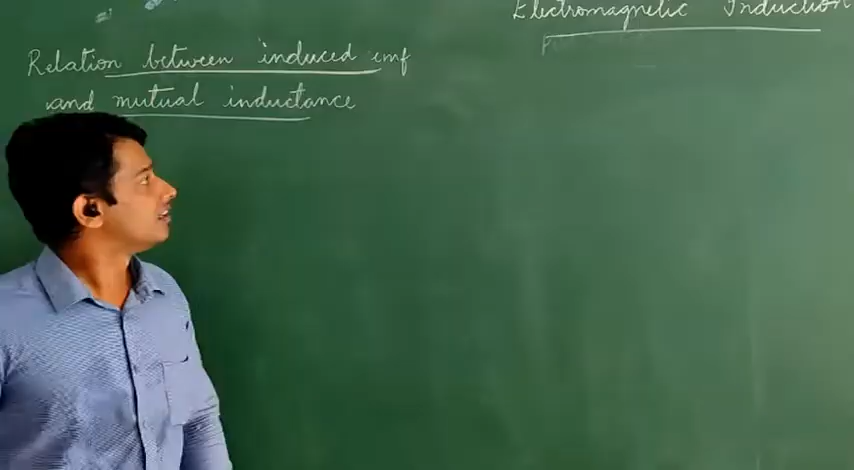 Electromagnetic Induction
Relation between induced emf
and mutual inductance